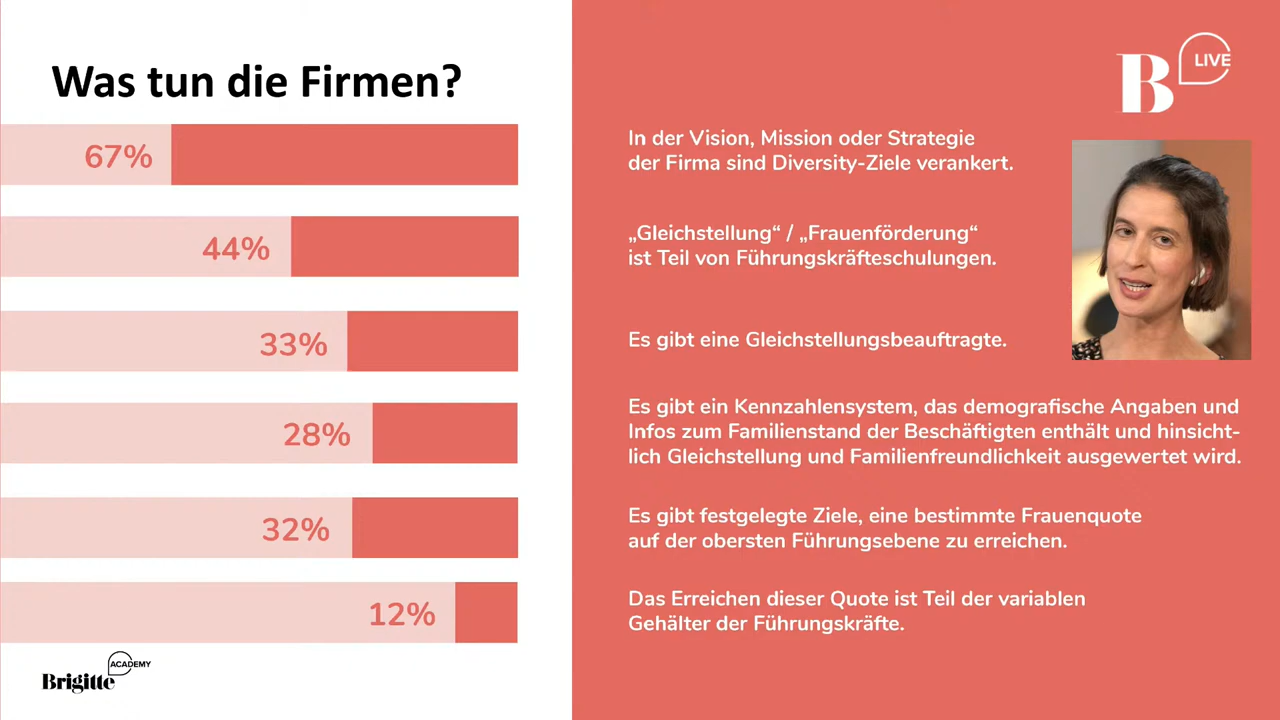 Was tun die Firmen?
B LIVE
67%
In der Vision, Mission oder Strategie
der Firma sind Diversity-Ziele verankert.
44%
„Gleichstellung“ / „Frauenförderung“
ist Teil von Führungskräfteschulungen.
33%
Es gibt eine Gleichstellungsbeauftragte.
28%
Es gibt ein Kennzahlensystem, das demografische Angaben und
Infos zum Familienstand der Beschäftigten enthält und hinsicht-
lich Gleichstellung und Familienfreundlichkeit ausgewertet wird.
32%
Es gibt festgelegte Ziele, eine bestimmte Frauenquote
auf der obersten Führungsebene zu erreichen.
12%
Das Erreichen dieser Quote ist Teil der variablen
Gehälter der Führungskräfte.
ACADEMY
Brigitte